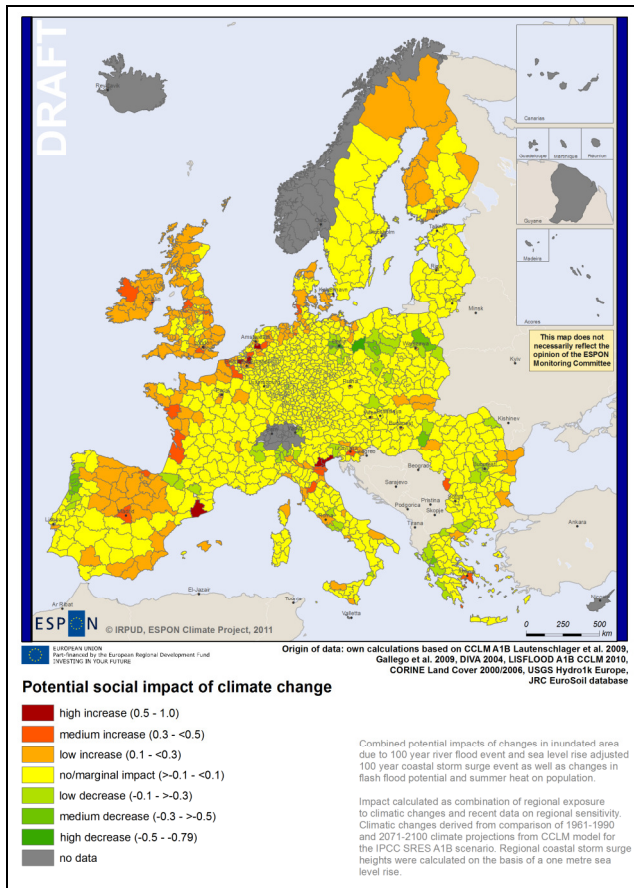 DRAFT
Reykjavik
Canarias
Guadeloupe
Martinique
Réunion
Guyane
Madeira
Acores
This map does not
necessarily reflect the
opinion of the ESPON
Monitoring Committee
Oslo
Helsinki
Tallinn
Stockholm
Riga
Minsk
Dublin
Kyiv
Kishinev
Paris
Budapest
Beograd
Sarajevo
Pristina
Podgorica
Skopje
Tirana
Ankara
Ar Ribat
El-Jazair
Valletta
ESPON
© IRPUD, ESPON Climate Project, 2011
0 250 500
km
EUROPEAN UNION
Part-financed by the European Regional Development Fund
INVESTING IN YOUR FUTURE
Origin of data: own calculations based on CCLM A1B Lautenschlager et al. 2009,
Gallego et al. 2009, DIVA 2004, LISFLOOD A1B CCLM 2010,
CORINE Land Cover 2000/2006, USGS Hydro1k Europe,
JRC EuroSoil database
Potential social impact of climate change
high increase (0.5 - 1.0)
medium increase (0.3 - <0.5)
low increase (0.1 - <0.3)
no/marginal impact (>-0.1 - <0.1)
low decrease (-0.1 - >-0.3)
medium decrease (-0.3 - >-0.5)
high decrease (-0.5 - -0.79)
no data
Combined potential impacts of changes in inundated area
due to 100 year river flood event and sea level rise adjusted
100 year coastal storm surge event as well as changes in
flash flood potential and summer heat on population.
Impact calculated as combination of regional exposure
to climatic changes and recent data on regional sensitivity.
Climatic changes derived from comparison of 1961-1990
and 2071-2100 climate projections from CCLM model for
the IPCC SRES A1B scenario. Regional coastal storm surge
heights were calculated on the basis of a one metre sea
level rise.